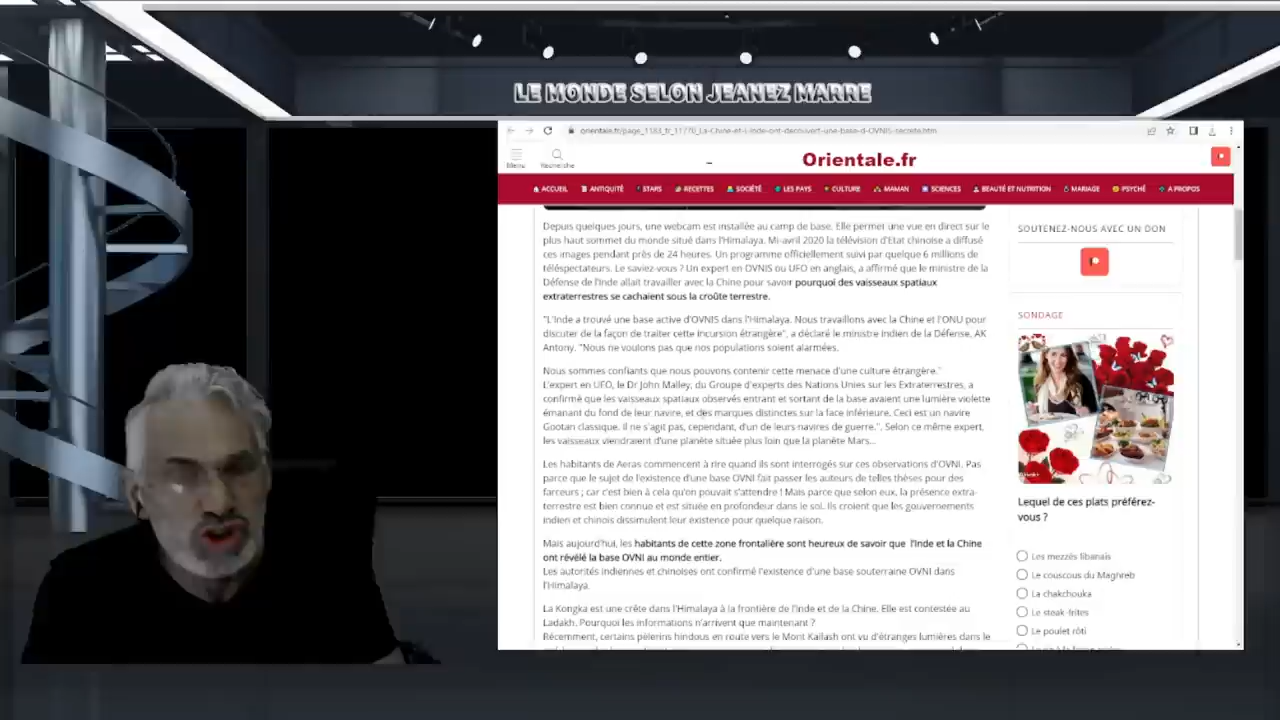 LE MONDE SELON JEANEZ MARRE
orientale.fr/page_1183_fr_11770_La-Chine-et-l-Inde-ont-decouvert-une-base-d-OVNIS-secrete.htm
Menu
Recherche
Orientale.fr
ACCUEIL ANTIQUITÉ STARS RECETTES SOCIÉTÉ LES PAYS CULTURE MAMAN SCIENCES BEAUTÉ ET NUTRITION MARIAGE PSYCHÉ A PROPOS
Depuis quelques jours, une webcam est installée au camp de base. Elle permet une vue en direct sur le
plus haut sommet du monde situé dans l'Himalaya. Mi-avril 2020 la télévision d'Etat chinoise a diffusé
ces images pendant près de 24 heures. Un programme officiellement suivi par quelque 6 millions de
téléspectateurs. Le saviez-vous ? Un expert en OVNIS ou UFO en anglais, a affirmé que le ministre de la
Défense de l'Inde allait travailler avec la Chine pour savoir pourquoi des vaisseaux spatiaux
extraterrestres se cachaient sous la croûte terrestre.
"L'Inde a trouvé une base active d'OVNIS dans l'Himalaya. Nous travaillons avec la Chine et l'ONU pour
discuter de la façon de traiter cette incursion étrangère", a déclaré le ministre indien de la Défense, AK
Antony. "Nous ne voulons pas que nos populations soient alarmées.
Nous sommes confiants que nous pouvons contenir cette menace d'une culture étrangère."
L'expert en UFO, le Dr John Malley, du Groupe d'experts des Nations Unies sur les Extraterrestres, a
confirmé que les vaisseaux spatiaux observés entrant et sortant de la base avaient une lumière violette
émanant du fond de leur navire, et des marques distinctes sur la face inférieure. Ceci est un navire
Gootan classique. Il ne s'agit pas, cependant, d'un de leurs navires de guerre.". Selon ce même expert,
les vaisseaux viendraient d'une planète située plus loin que la planète Mars...
Les habitants de Aeras commencent à rire quand ils sont interrogés sur ces observations d'OVNI. Pas
parce que le sujet de l'existence d'une base OVNI fait passer les auteurs de telles thèses pour des
farceurs ; car c'est bien à cela qu'on pouvait s'attendre ! Mais parce que selon eux, la présence extra-
terrestre est bien connue et est située en profondeur dans le sol. Ils croient que les gouvernements
indien et chinois dissimulent leur existence pour quelque raison.
Mais aujourd'hui, les habitants de cette zone frontalière sont heureux de savoir que l'Inde et la Chine
ont révélé la base OVNI au monde entier.
Les autorités indiennes et chinoises ont confirmé l'existence d'une base souterraine OVNI dans
l'Himalaya.
La Kongka est une crête dans l'Himalaya à la frontière de l'Inde et de la Chine. Elle est contestée au
Ladakh. Pourquoi les informations n'arrivent que maintenant ?
Récemment, certains pèlerins hindous en route vers le Mont Kailash ont vu d'étranges lumières dans le
SOUTENEZ-NOUS AVEC UN DON
SONDAGE
Lequel de ces plats préférez-
vous ?
Les mezzés libanais
Le couscous du Maghreb
La chakchouka
Le steak-frites
Le poulet rôti